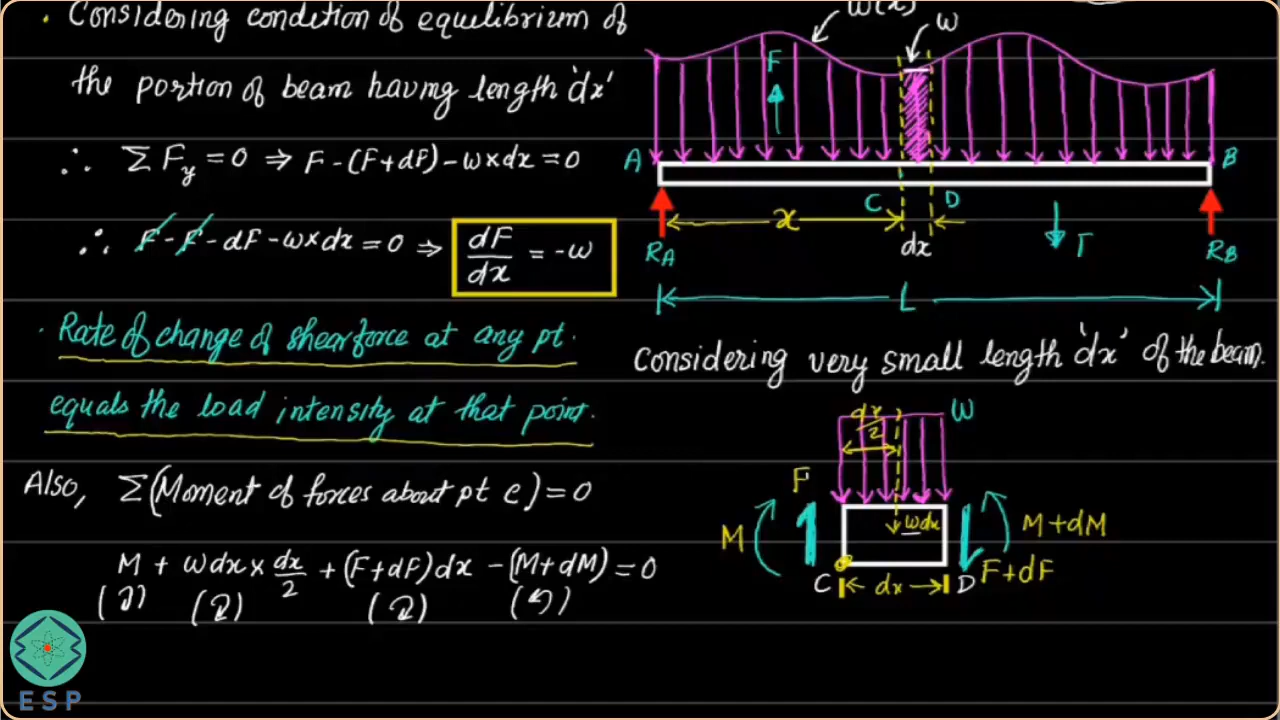 · Considering condition of equilibrium of
the portion of beam having length 'dx'
∴ ΣFy = 0 ⇒ F - (F+dF) - w×dx = 0
∴ F - F - dF - w×dx = 0 ⇒ dF/dx = -w
· Rate of change of shear force at any pt.
equals the load intensity at that point.
Also, Σ(Moment of forces about pt c) = 0
M + wdx × dx/2 + (F+dF)dx - (M+dM) = 0
(↻) (↻) (↻) (↺)
ESP
w(x)
w
F
A
B
C
D
x
dx
F
RA
RB
L
Considering very small length 'dx' of the beam.
dx/2
W
F
M
wdx
M+dM
F+dF
C
dx
D